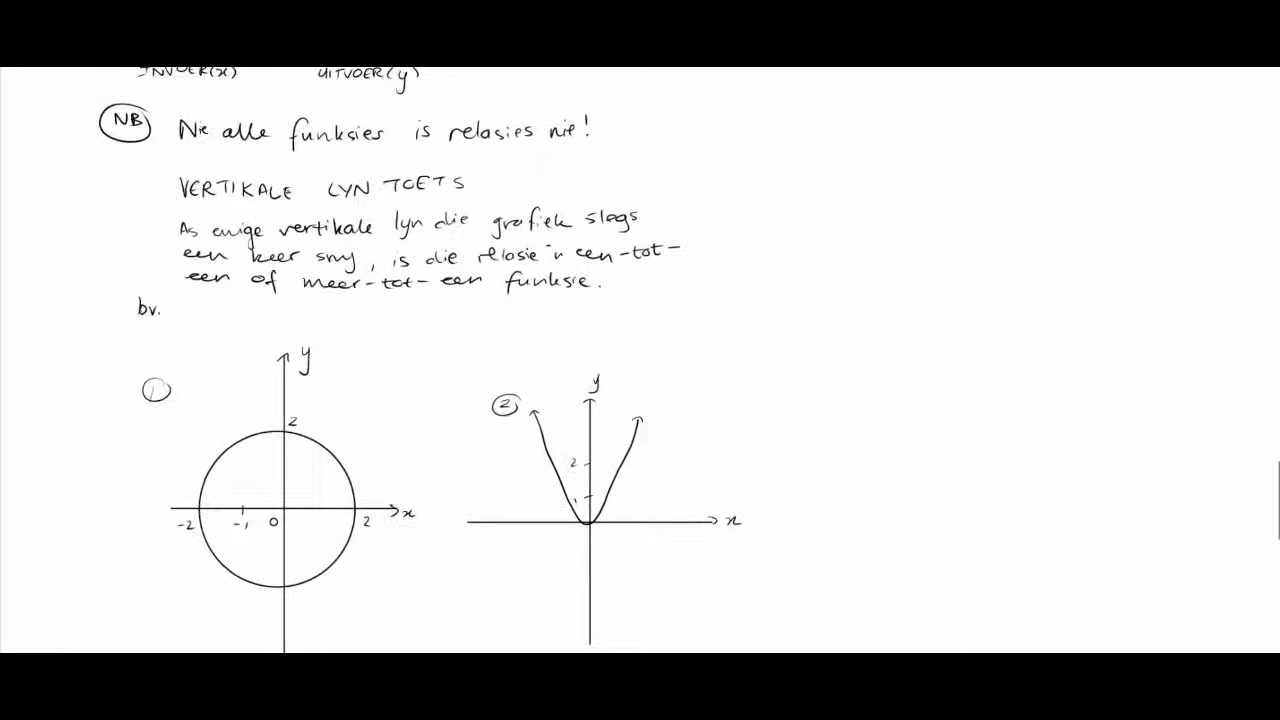 INVOER(x) UITVOER(y)
NB Nie alle funksies is relasies nie!
VERTIKALE LYN TOETS
As enige vertikale lyn die grafiek slegs
een keer sny, is die relasie 'n een-tot-
een of meer-tot-een funksie.
bv.
1
y
2
-2 -1 0 2 x
2
y
2
1
x